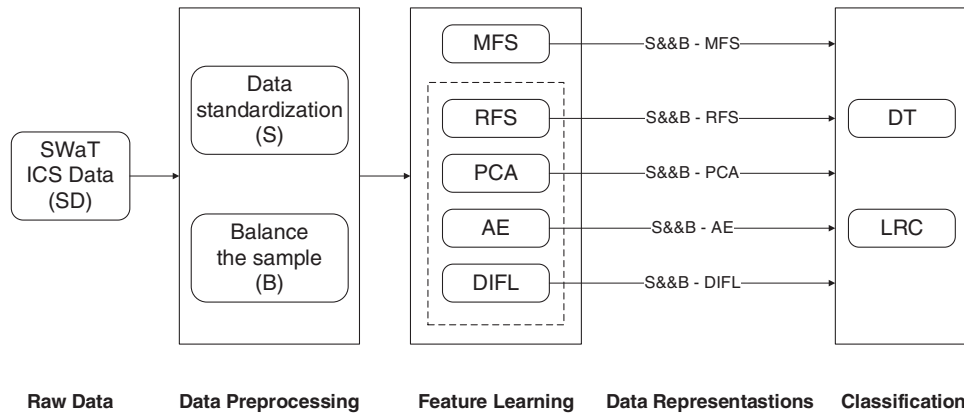 SWaT
ICS Data
(SD)
Data
standardization
(S)
Balance
the sample
(B)
MFS
RFS
PCA
AE
DIFL
S&&B - MFS
S&&B - RFS
S&&B - PCA
S&&B - AE
S&&B - DIFL
DT
LRC
Raw Data
Data Preprocessing
Feature Learning
Data Representastions
Classification